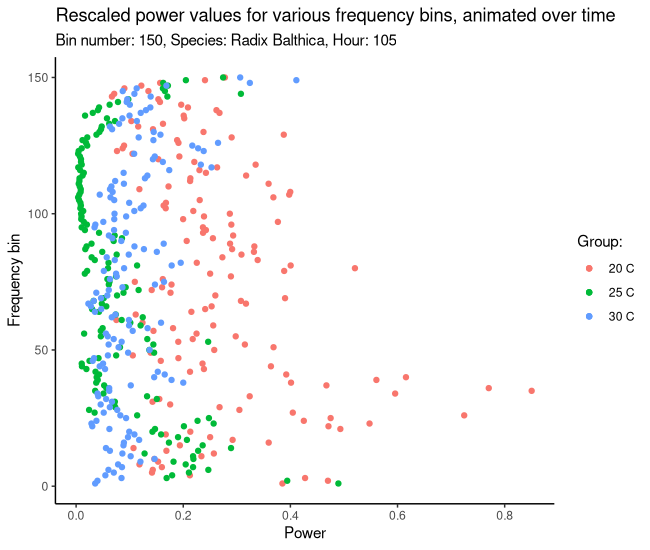 Rescaled power values for various frequency bins, animated over time
Bin number: 150, Species: Radix Balthica, Hour: 105
150
100
50
0
Frequency bin
0.0 0.2 0.4 0.6 0.8
Power
Group:
20 C
25 C
30 C